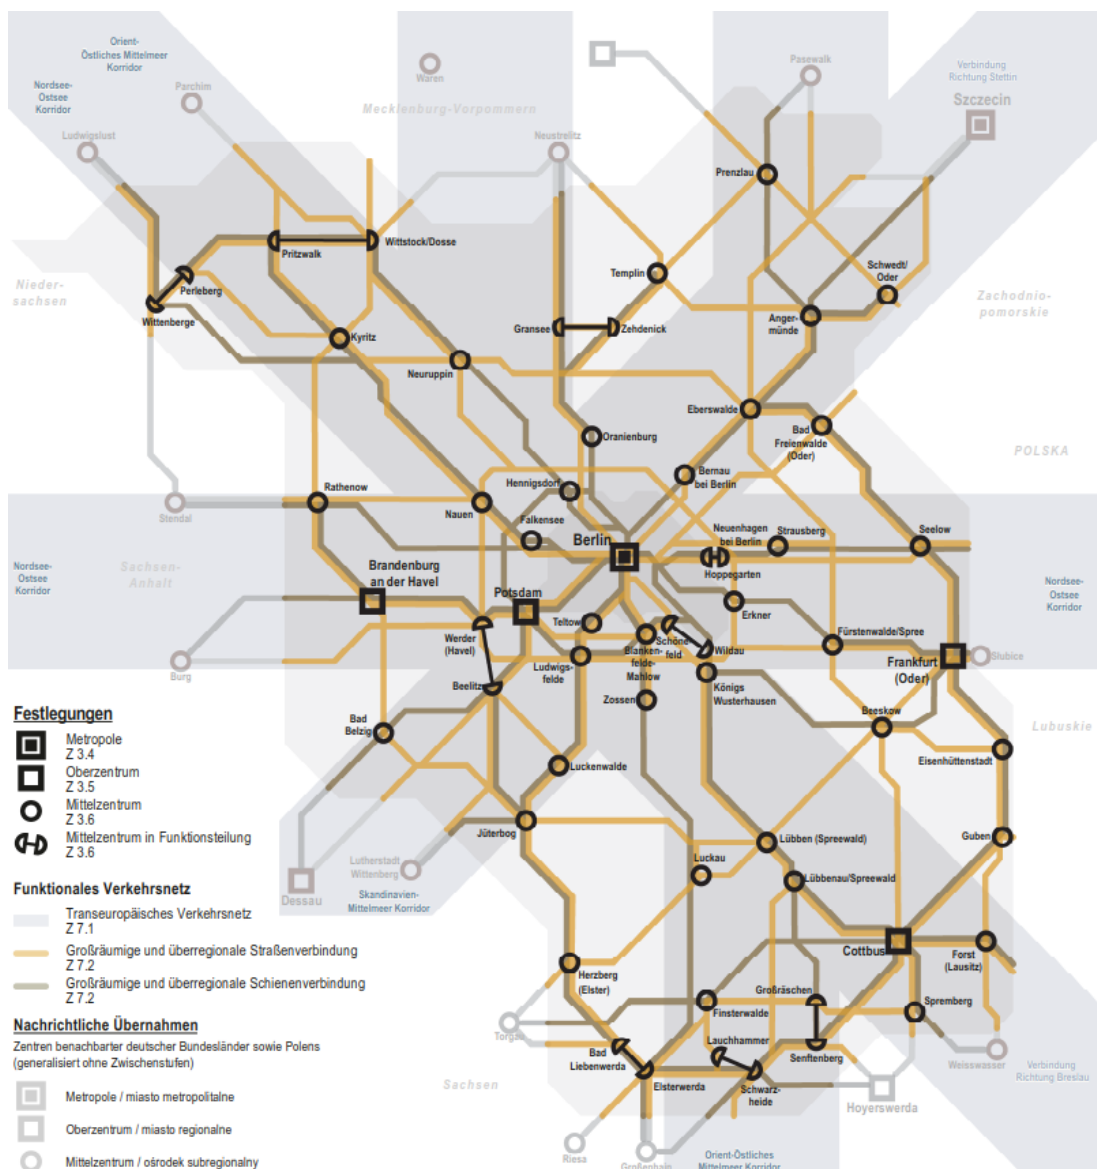 Orient-
Östliches Mittelmeer
Korridor
Nordsee-
Ostsee
Korridor
Parchim
Waren
Mecklenburg-Vorpommern
Pasewalk
Verbindung
Richtung Stettin
Szczecin
Ludwigslust
Neustrelitz
Prenzlau
Pritzwalk
Wittstock/Dosse
Nieder-
sachsen
Perleberg
Wittenberge
Templin
Schwedt/
Oder
Zachodnio-
pomorskie
Gransee
Zehdenick
Anger-
münde
Kyritz
Neuruppin
Eberswalde
Bad
Freienwalde
(Oder)
Oranienburg
POLSKA
Bernau
bei Berlin
Hennigsdorf
Rathenow
Nauen
Stendal
Falkensee
Neuenhagen
bei Berlin
Strausberg
Seelow
Berlin
Hoppegarten
Nordsee-
Ostsee
Korridor
Sachsen-
Anhalt
Brandenburg
an der Havel
Potsdam
Nordsee-
Ostsee
Korridor
Erkner
Teltow
Werder
(Havel)
Schöne
feld
Wildau
Fürstenwalde/Spree
Blanken-
felde-
Mahlow
Burg
Ludwigs-
felde
Frankfurt
(Oder)
Słubice
Beelitz
Zossen
Königs
Wusterhausen
Beeskow
Bad
Belzig
Lubuskie
Luckenwalde
Eisenhüttenstadt
Jüterbog
Lübben (Spreewald)
Guben
Luckau
Lübbenau/Spreewald
Lutherstadt
Wittenberg
Dessau
Skandinavien-
Mittelmeer Korridor
Cottbus
Forst
(Lausitz)
Herzberg
(Elster)
Großräschen
Finsterwalde
Spremberg
Torgau
Lauchhammer
Bad
Liebenwerda
Senftenberg
Weisswasser
Verbindung
Richtung Breslau
Sachsen
Elsterwerda
Schwarz-
heide
Hoyerswerda
Riesa
Großenhain
Orient-Östliches
Mittelmeer Korridor
Festlegungen
Metropole
Z 3.4
Oberzentrum
Z 3.5
Mittelzentrum
Z 3.6
Mittelzentrum in Funktionsteilung
Z 3.6
Funktionales Verkehrsnetz
Transeuropäisches Verkehrsnetz
Z 7.1
Großräumige und überregionale Straßenverbindung
Z 7.2
Großräumige und überregionale Schienenverbindung
Z 7.2
Nachrichtliche Übernahmen
Zentren benachbarter deutscher Bundesländer sowie Polens
(generalisiert ohne Zwischenstufen)
Metropole / miasto metropolitalne
Oberzentrum / miasto regionalne
Mittelzentrum / ośrodek subregionalny